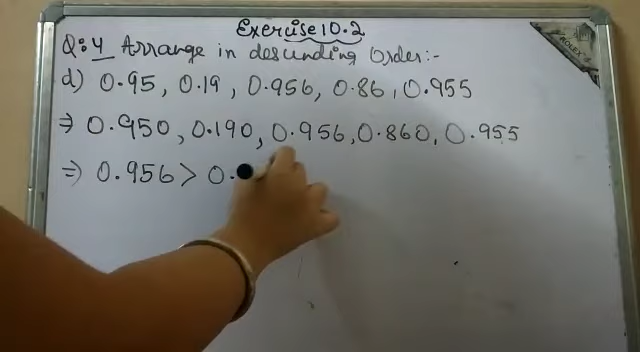 Exercise 10.2
Q:4 Arrange in descending Order:-
d) 0.95, 0.19, 0.956, 0.86, 0.955
⇒ 0.950, 0.190, 0.956, 0.860, 0.955
⇒ 0.956 > 0.
ROLEX